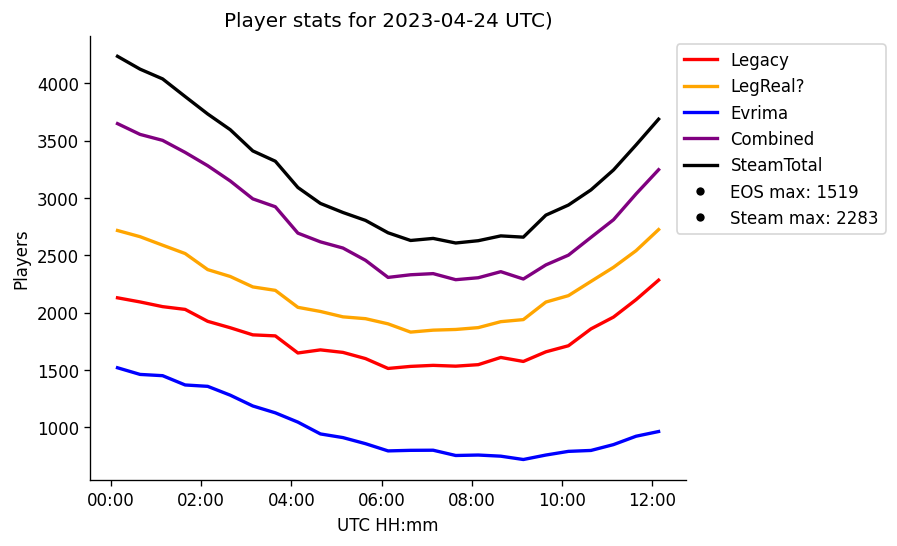 Player stats for 2023-04-24 UTC)
Legacy
LegReal?
Evrima
Combined
SteamTotal
EOS max: 1519
Steam max: 2283
Players
4000
3500
3000
2500
2000
1500
1000
00:00 02:00 04:00 06:00 08:00 10:00 12:00
UTC HH:mm